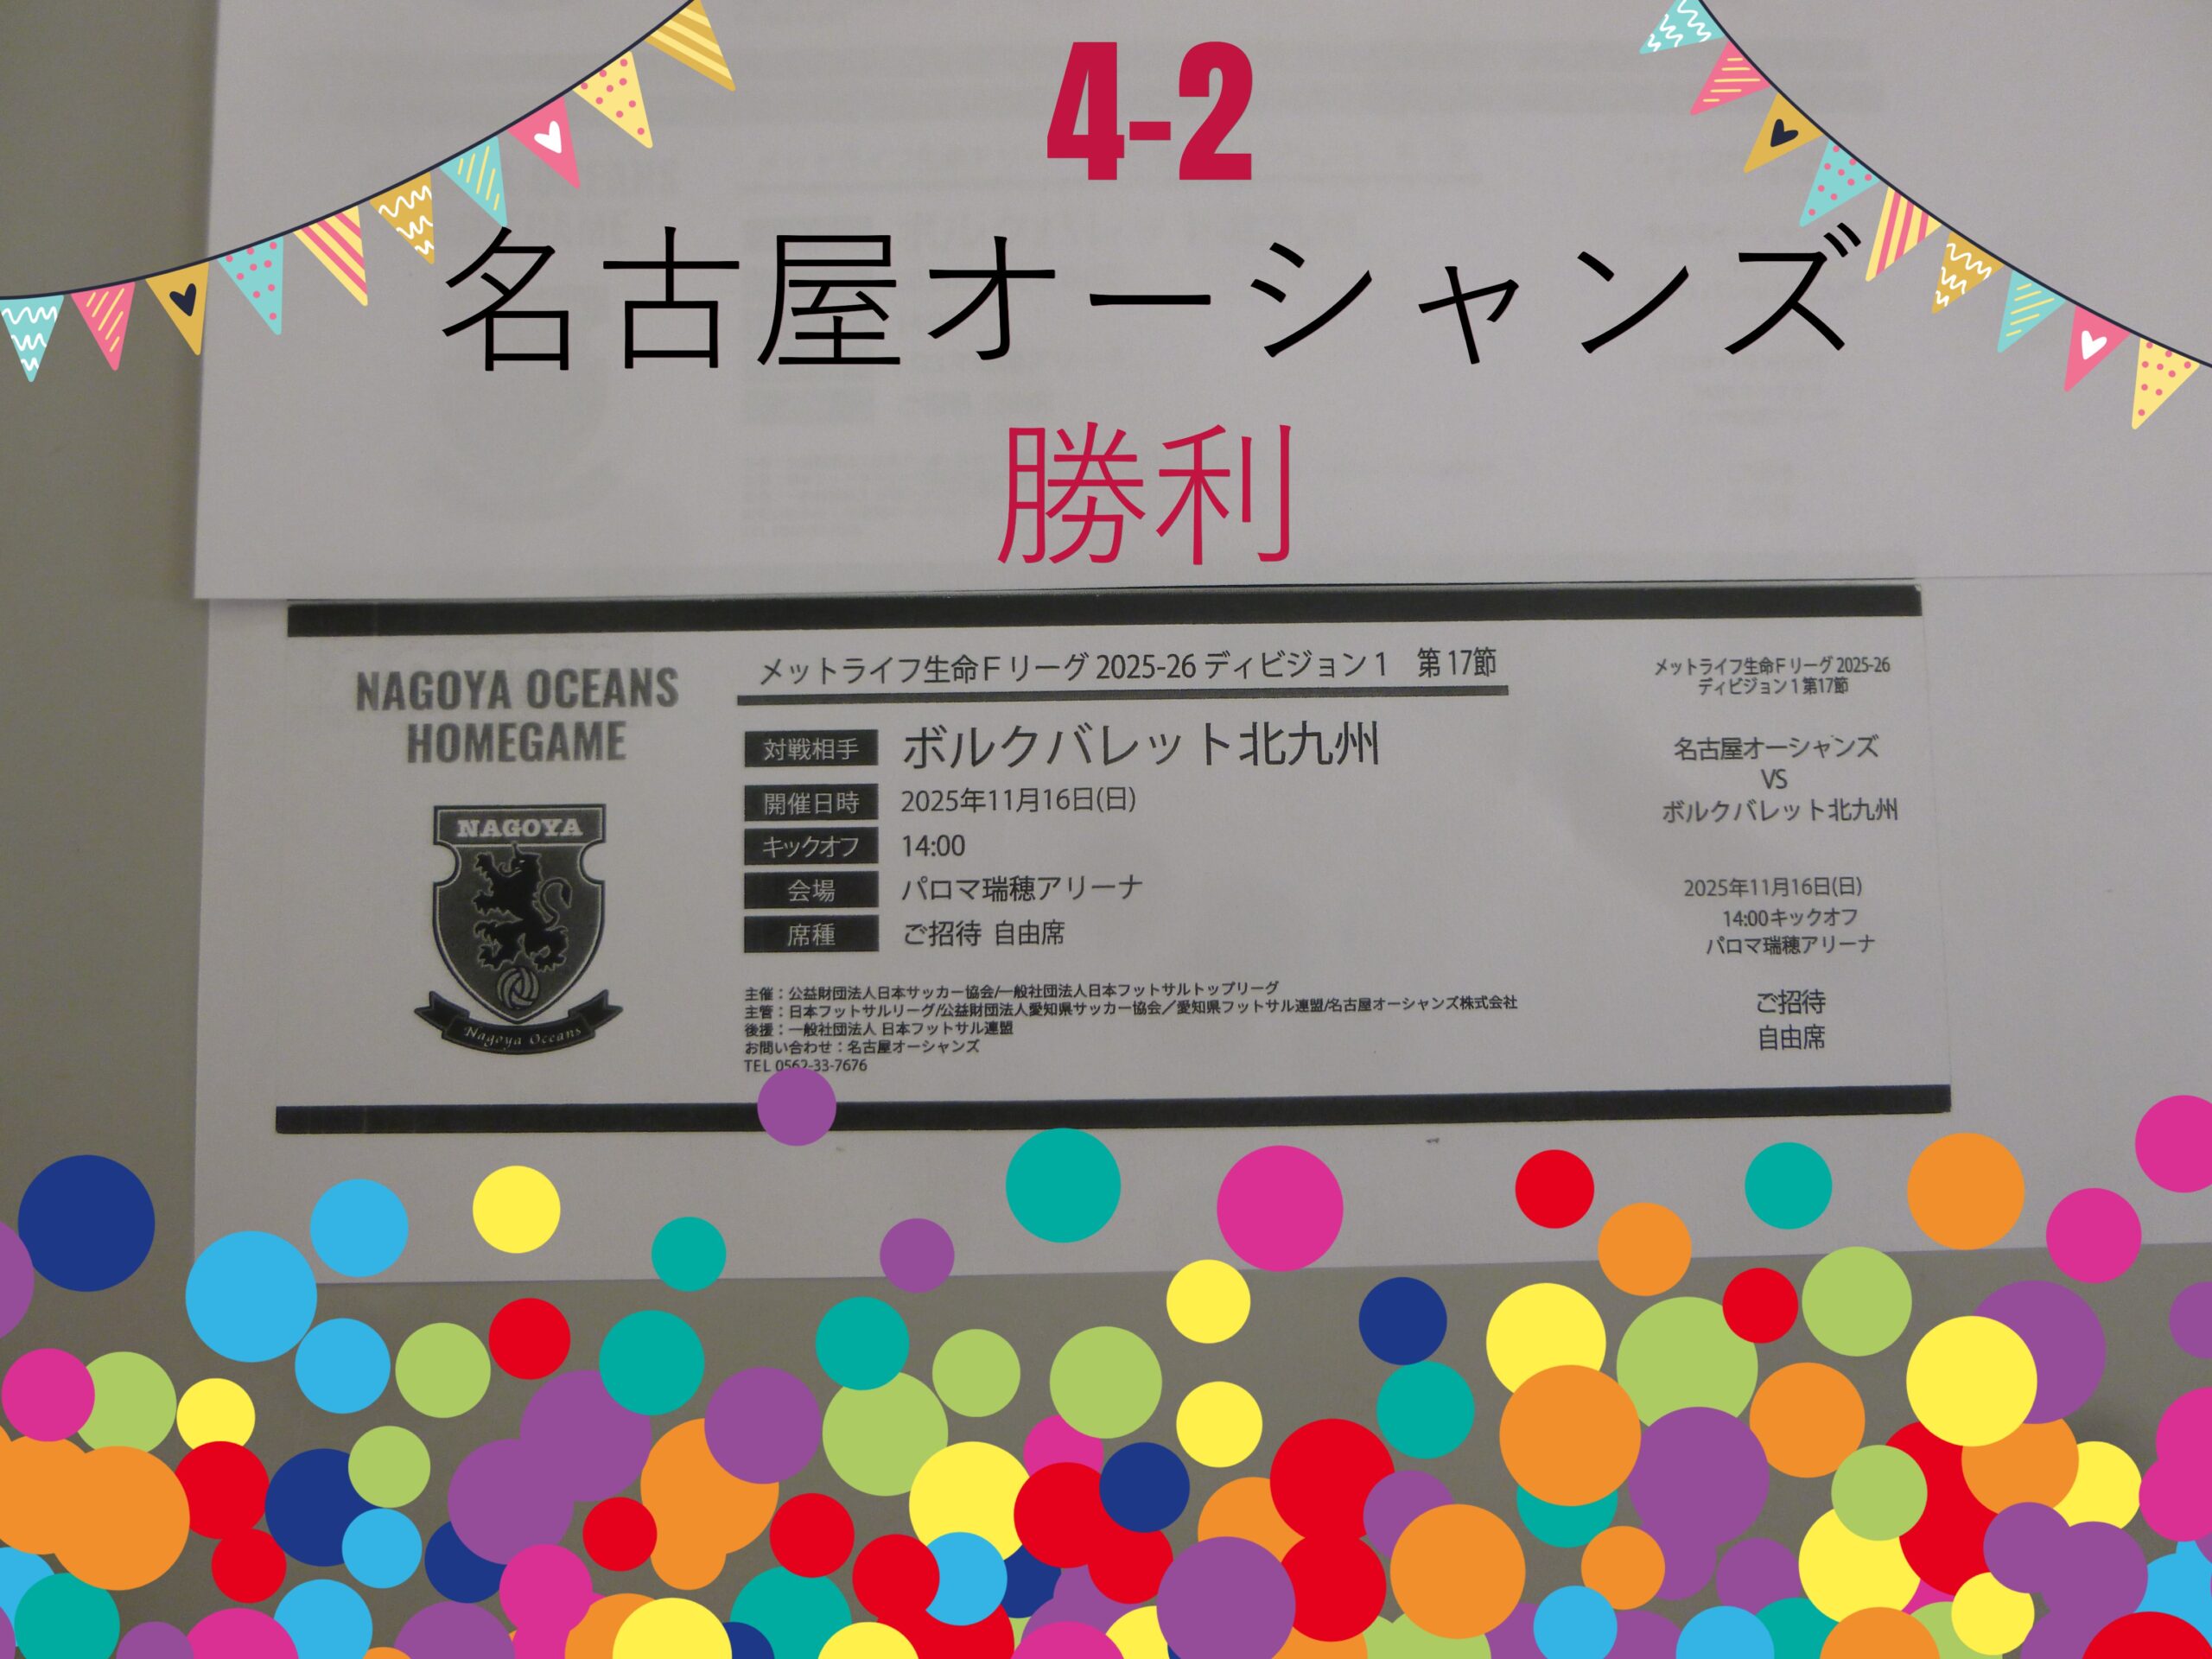 4-2
名古屋オーシャンズ
勝利
NAGOYA OCEANS
HOMEGAME
NAGOYA
Nagoya Oceans
メットライフ生命Fリーグ 2025-26 ディビジョン1 第17節
対戦相手 ボルクバレット北九州
開催日時 2025年11月16日(日)
キックオフ 14:00
会場 パロマ瑞穂アリーナ
席種 ご招待 自由席
主催：公益財団法人日本サッカー協会/一般社団法人日本フットサルトップリーグ
主管：日本フットサルリーグ/公益財団法人愛知県サッカー協会／愛知県フットサル連盟/名古屋オーシャンズ株式会社
後援：一般社団法人 日本フットサル連盟
お問い合わせ：名古屋オーシャンズ
TEL 0562-33-7676
メットライフ生命Fリーグ 2025-26
ディビジョン1 第17節
名古屋オーシャンズ
VS
ボルクバレット北九州
2025年11月16日(日)
14:00キックオフ
パロマ瑞穂アリーナ
ご招待
自由席